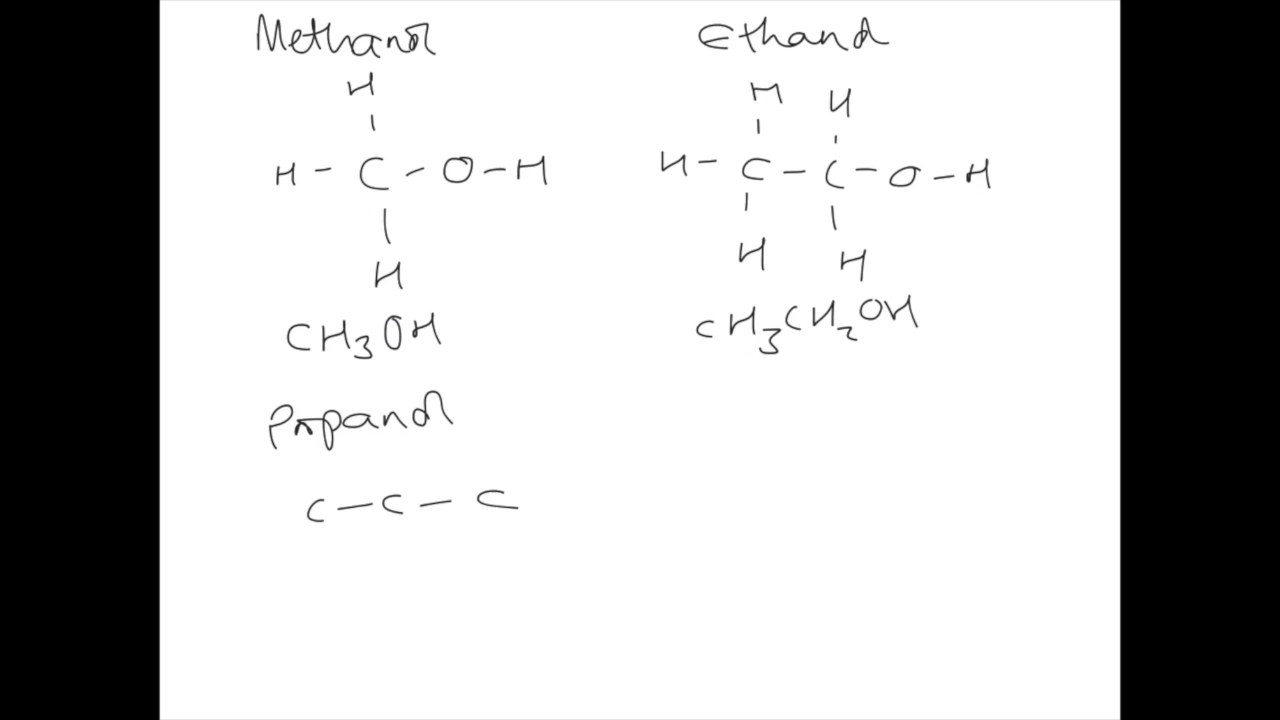 Methanol
H
H - C - O - H
H
CH₃OH
Ethanol
H H
H - C - C - O - H
H H
CH₃CH₂OH
Propanol
C - C - C